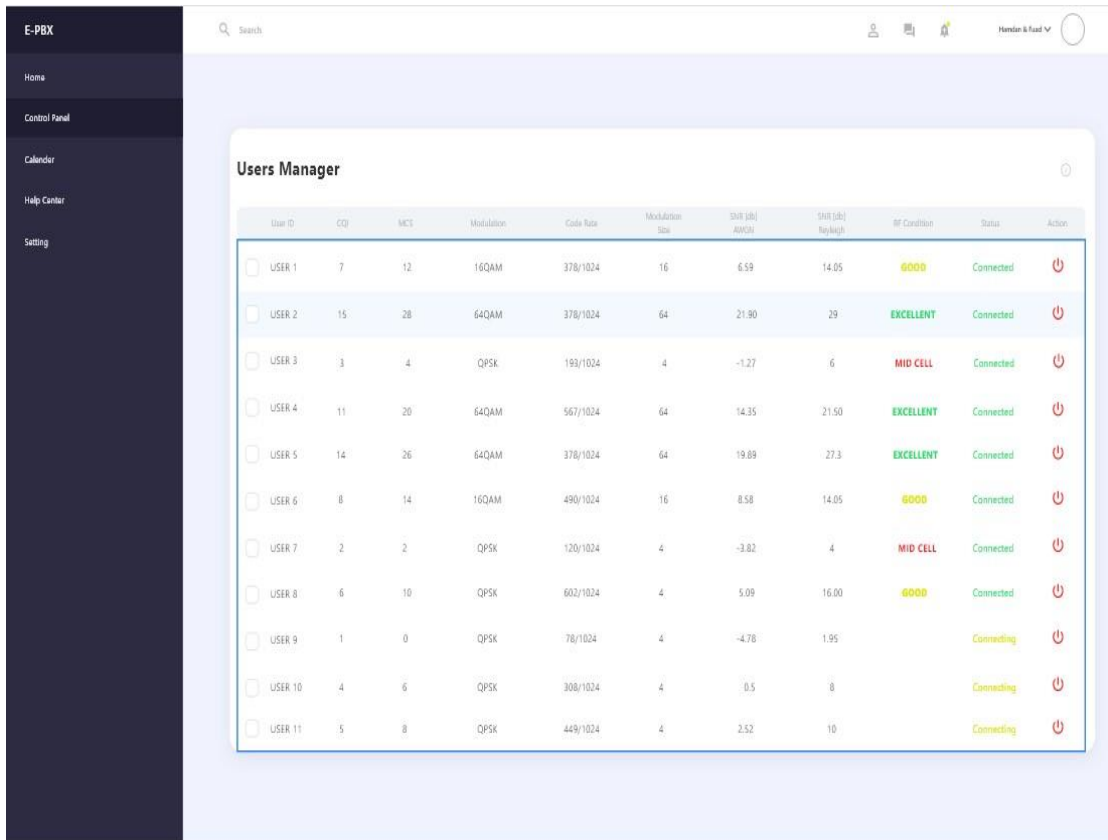 E-PBX
Search
Hamdan & Fuad
Home
Control Panel
Calender
Help Center
Setting
Users Manager
User ID CQI MCS Modulation Code Rate Modulation Size SNR [db] AWGN SNR [db] Rayleigh RF Condition Status Action
USER 1 7 12 16QAM 378/1024 16 6.59 14.05 GOOD Connected
USER 2 15 28 64QAM 378/1024 64 21.90 29 EXCELLENT Connected
USER 3 3 4 QPSK 193/1024 4 -1.27 6 MID CELL Connected
USER 4 11 20 64QAM 567/1024 64 14.35 21.50 EXCELLENT Connected
USER 5 14 26 64QAM 378/1024 64 19.89 27.3 EXCELLENT Connected
USER 6 8 14 16QAM 490/1024 16 8.58 14.05 GOOD Connected
USER 7 2 2 QPSK 120/1024 4 -3.82 4 MID CELL Connected
USER 8 6 10 QPSK 602/1024 4 5.09 16.00 GOOD Connected
USER 9 1 0 QPSK 78/1024 4 -4.78 1.95 Connecting
USER 10 4 6 QPSK 308/1024 4 0.5 8 Connecting
USER 11 5 8 QPSK 449/1024 4 2.52 10 Connecting